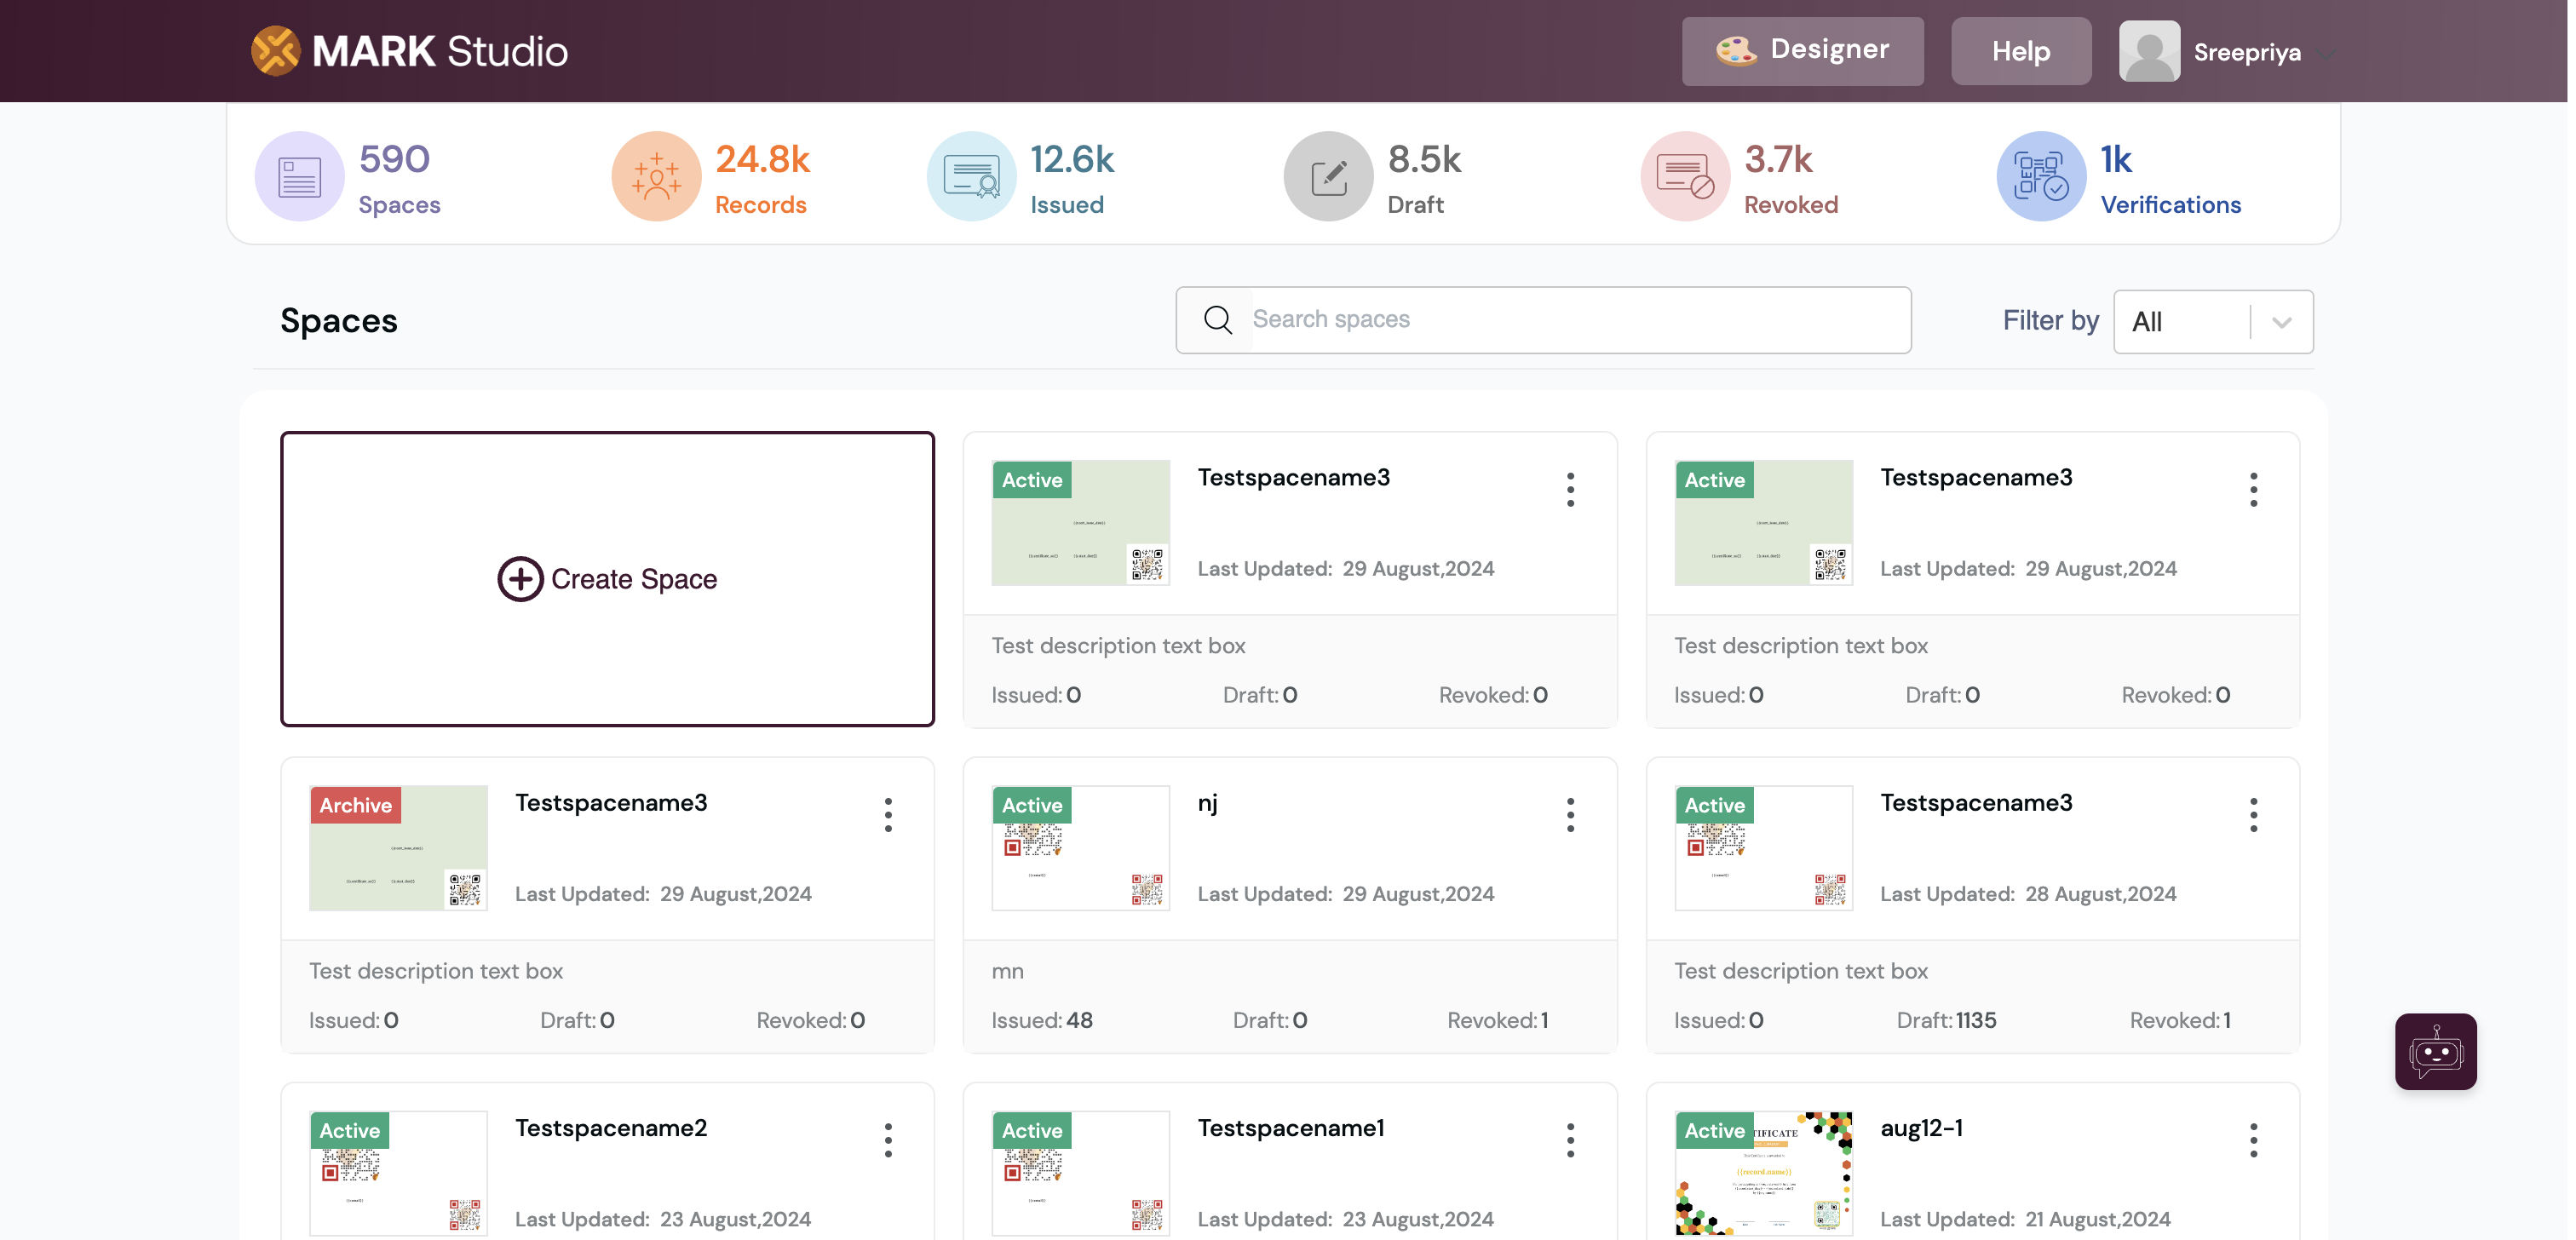 MARK Studio
Designer
Help
Sreepriya
590
Spaces
24.8k
Records
12.6k
Issued
8.5k
Draft
3.7k
Revoked
1k
Verifications
Spaces
Search spaces
Filter by
All
Create Space
Active
Testspacename3
Last Updated: 29 August,2024
Test description text box
Issued: 0 Draft: 0 Revoked: 0
Active
Testspacename3
Last Updated: 29 August,2024
Test description text box
Issued: 0 Draft: 0 Revoked: 0
Archive
Testspacename3
Last Updated: 29 August,2024
Test description text box
Issued: 0 Draft: 0 Revoked: 0
Active
nj
Last Updated: 29 August,2024
mn
Issued: 48 Draft: 0 Revoked: 1
Active
Testspacename3
Last Updated: 28 August,2024
Test description text box
Issued: 0 Draft: 1135 Revoked: 1
Active
Testspacename2
Last Updated: 23 August,2024
Active
Testspacename1
Last Updated: 23 August,2024
Active
TIFICATE
{{record.name}}
aug12-1
Last Updated: 21 August,2024